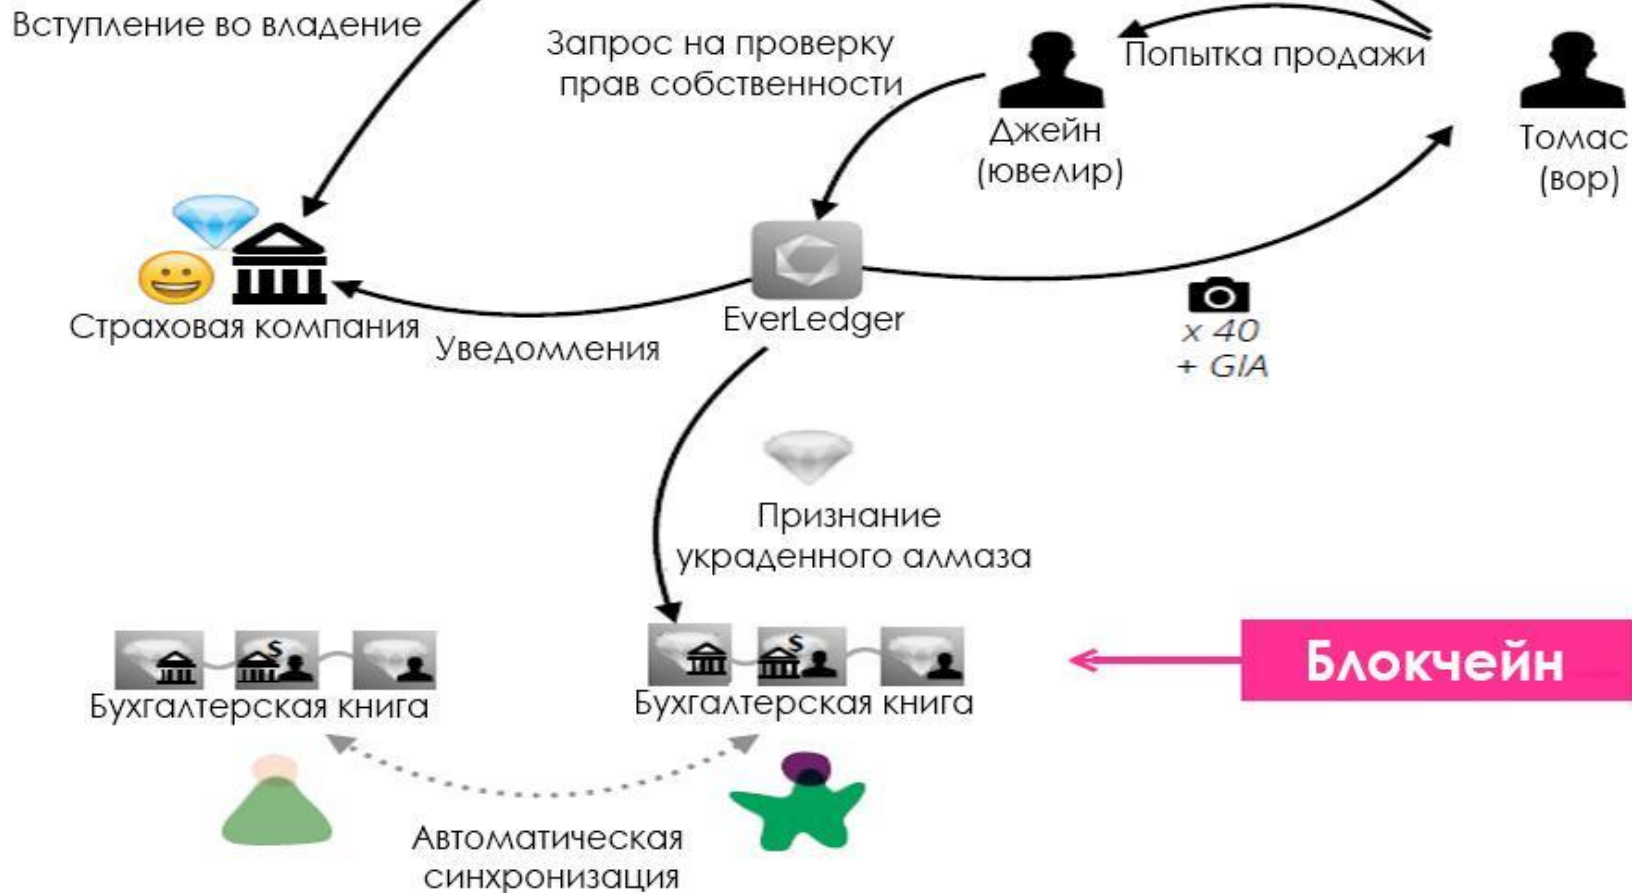 Вступление во владение
Запрос на проверку
прав собственности
Попытка продажи
Джейн
(ювелир)
Томас
(вор)
Страховая компания
Уведомления
EverLedger
x 40
+ GIA
Признание
украденного алмаза
$
$
Бухгалтерская книга
Бухгалтерская книга
Блокчейн
Автоматическая
синхронизация